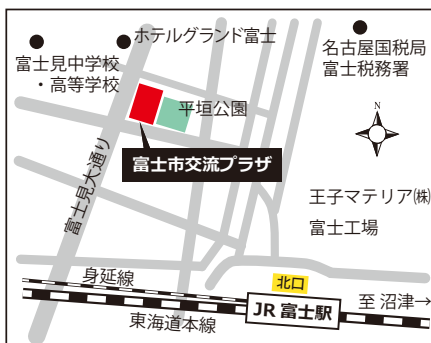 ホテルグランド富士
富士見中学校
・高等学校
名古屋国税局
富士税務署
平垣公園
N
富士市交流プラザ
富士見大通り
王子マテリア㈱
富士工場
身延線
北口
JR 富士駅
至 沼津→
東海道本線